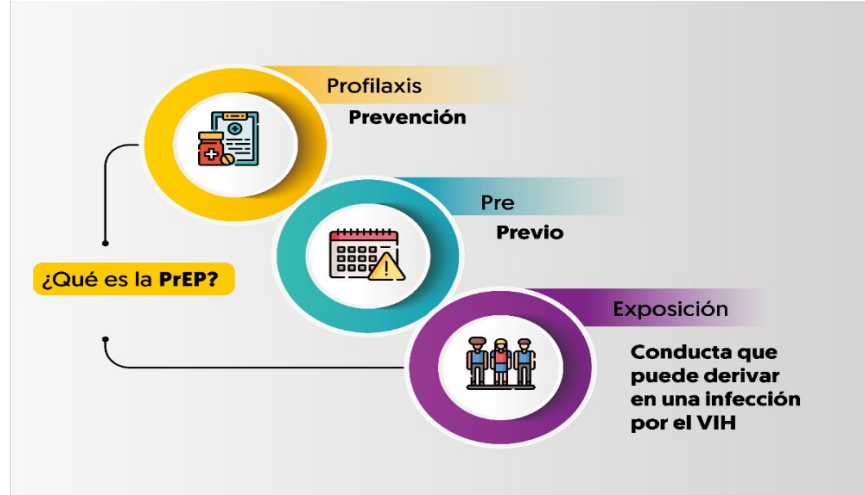 Profilaxis
Prevención
Pre
Previo
¿Qué es la PrEP?
Exposición
Conducta que
puede derivar
en una infección
por el VIH